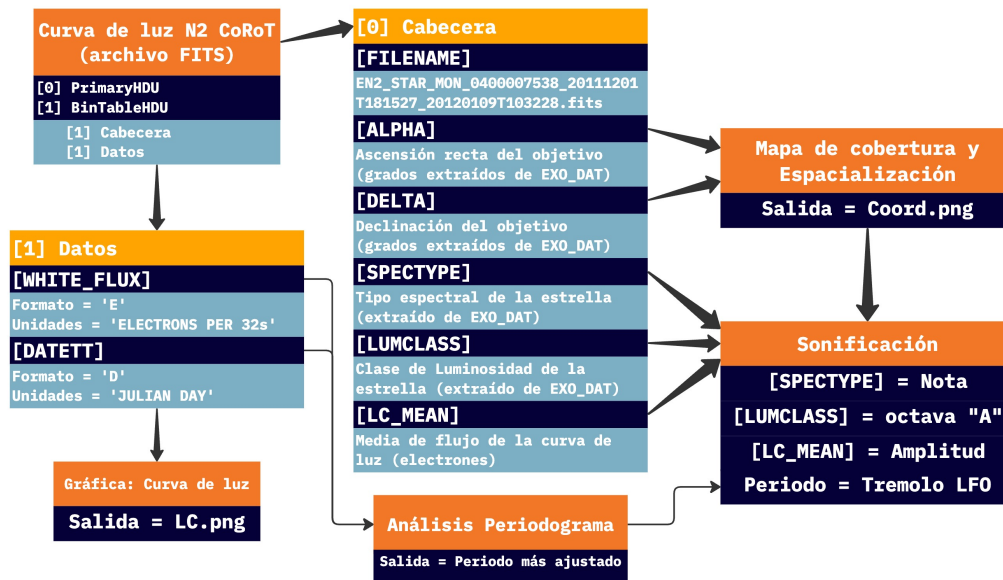 Curva de luz N2 CoRoT
(archivo FITS)
[0] PrimaryHDU
[1] BinTableHDU
[1] Cabecera
[1] Datos
[1] Datos
[WHITE_FLUX]
Formato = 'E'
Unidades = 'ELECTRONS PER 32s'
[DATETT]
Formato = 'D'
Unidades = 'JULIAN DAY'
Gráfica: Curva de luz
Salida = LC.png
[0] Cabecera
[FILENAME]
EN2_STAR_MON_0400007538_20111201
T181527_20120109T103228.fits
[ALPHA]
Ascensión recta del objetivo
(grados extraídos de EXO_DAT)
[DELTA]
Declinación del objetivo
(grados extraídos de EXO_DAT)
[SPECTYPE]
Tipo espectral de la estrella
(extraído de EXO_DAT)
[LUMCLASS]
Clase de Luminosidad de la
estrella (extraído de EXO_DAT)
[LC_MEAN]
Media de flujo de la curva de
luz (electrones)
Análisis Periodograma
Salida = Periodo más ajustado
Mapa de cobertura y
Espacialización
Salida = Coord.png
Sonificación
[SPECTYPE] = Nota
[LUMCLASS] = octava "A"
[LC_MEAN] = Amplitud
Periodo = Tremolo LFO